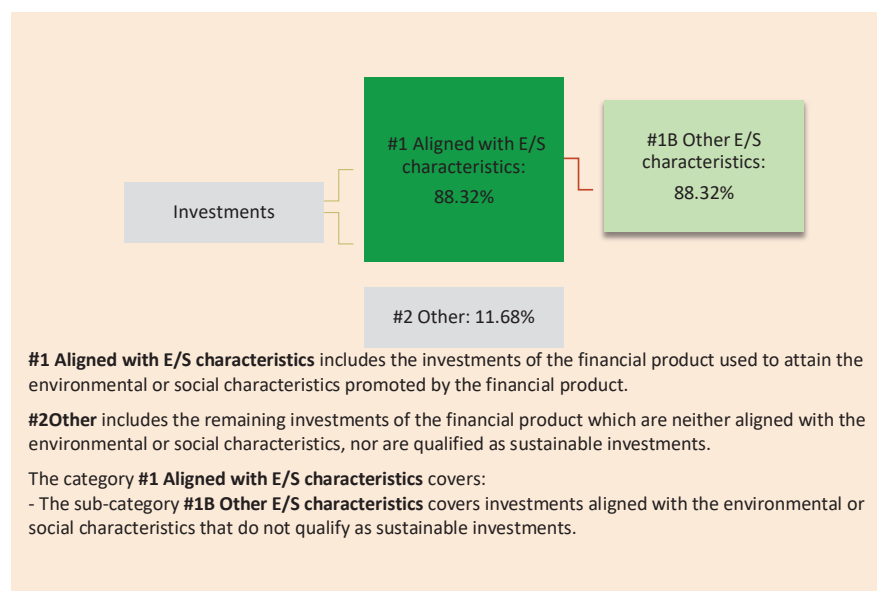 #1 Aligned with E/S
characteristics:
88.32%
#1B Other E/S
characteristics:
88.32%
Investments
#2 Other: 11.68%
#1 Aligned with E/S characteristics includes the investments of the financial product used to attain the
environmental or social characteristics promoted by the financial product.
#2Other includes the remaining investments of the financial product which are neither aligned with the
environmental or social characteristics, nor are qualified as sustainable investments.
The category #1 Aligned with E/S characteristics covers:
- The sub-category #1B Other E/S characteristics covers investments aligned with the environmental or
social characteristics that do not qualify as sustainable investments.